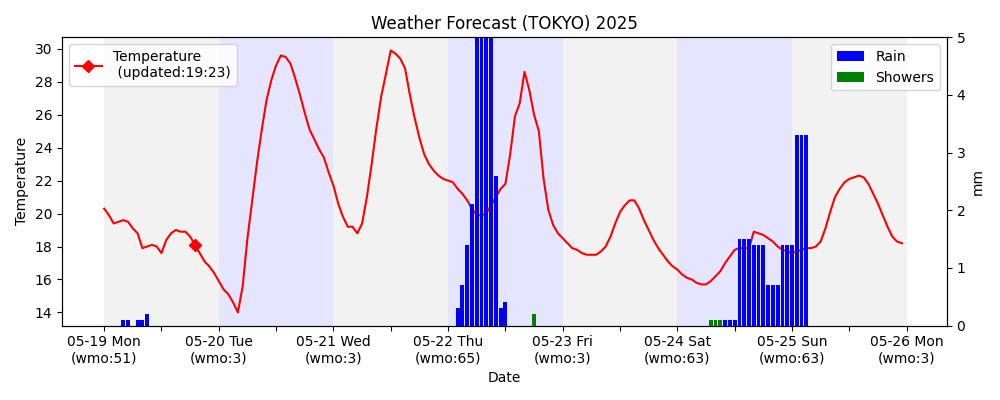 Weather Forecast (TOKYO) 2025
Temperature
(updated:19:23)
Rain
Showers
30
28
26
24
22
20
18
16
14
Temperature
5
4
3
2
1
0
mm
05-19 Mon
(wmo:51)
05-20 Tue
(wmo:3)
05-21 Wed
(wmo:3)
05-22 Thu
(wmo:65)
05-23 Fri
(wmo:3)
05-24 Sat
(wmo:63)
05-25 Sun
(wmo:63)
05-26 Mon
(wmo:3)
Date